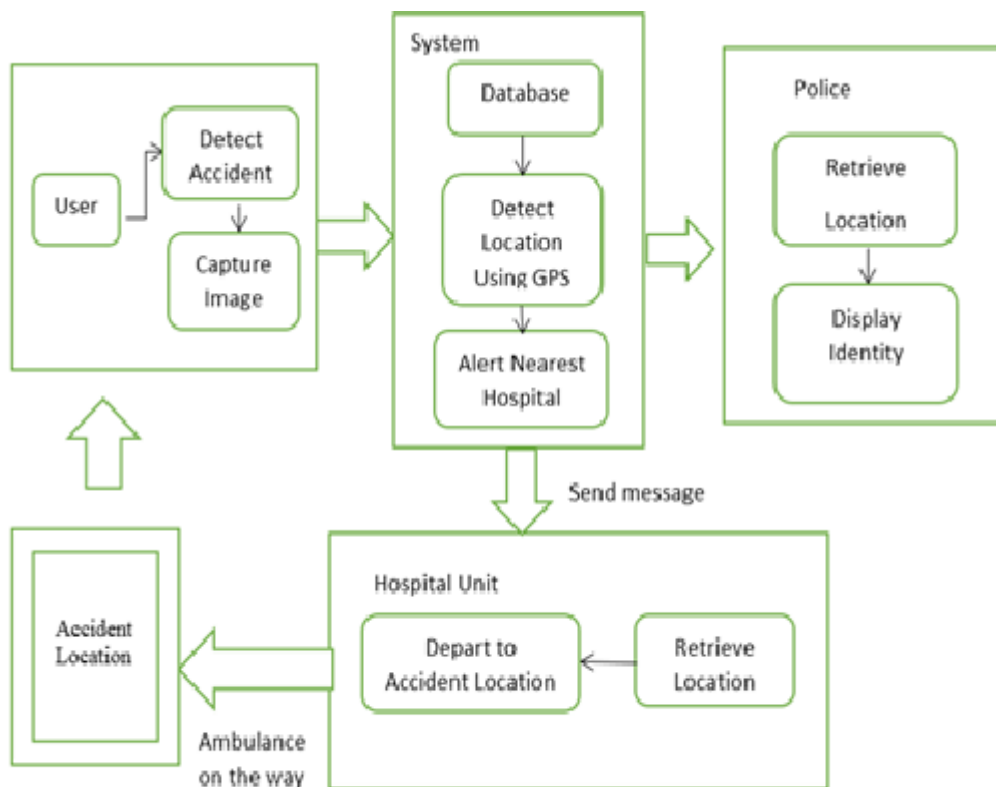 User
Detect
Accident
Capture
Image
System
Database
Detect
Location
Using GPS
Alert Nearest
Hospital
Police
Retrieve
Location
Display
Identity
Send message
Hospital Unit
Depart to
Accident Location
Retrieve
Location
Ambulance
on the way
Accident
Location